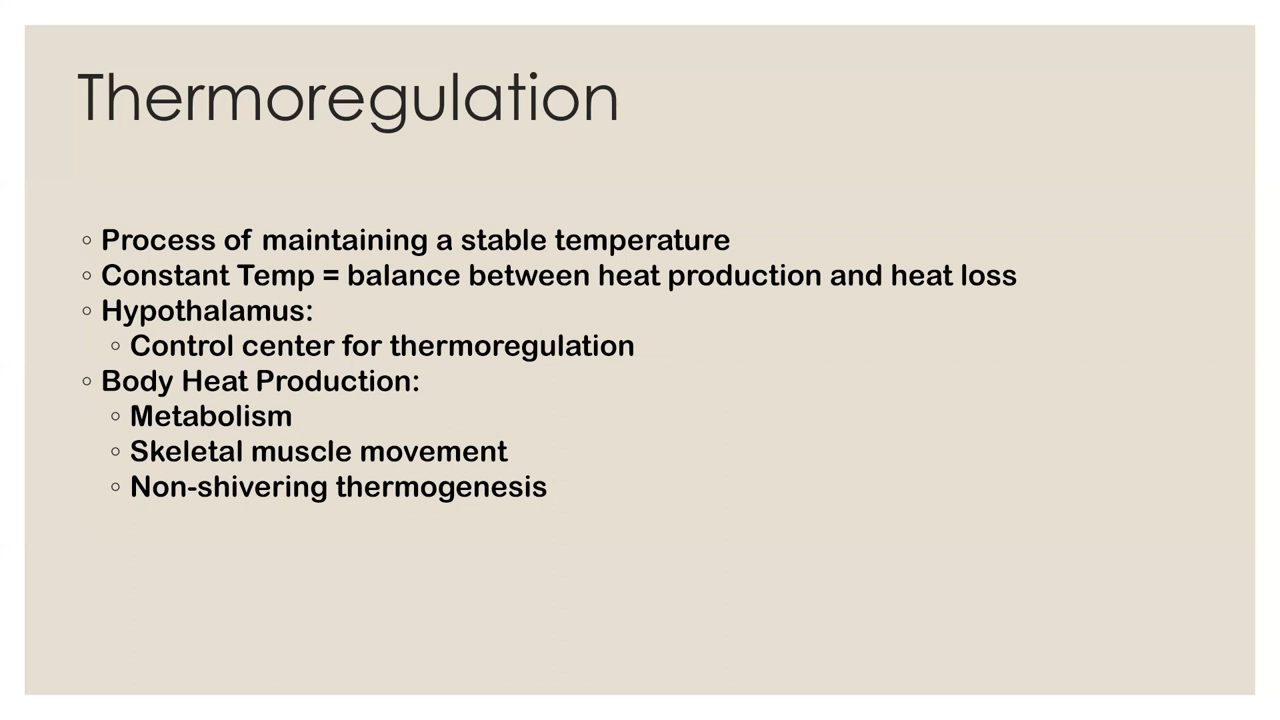 Thermoregulation
◦ Process of maintaining a stable temperature
◦ Constant Temp = balance between heat production and heat loss
◦ Hypothalamus:
◦ Control center for thermoregulation
◦ Body Heat Production:
◦ Metabolism
◦ Skeletal muscle movement
◦ Non-shivering thermogenesis